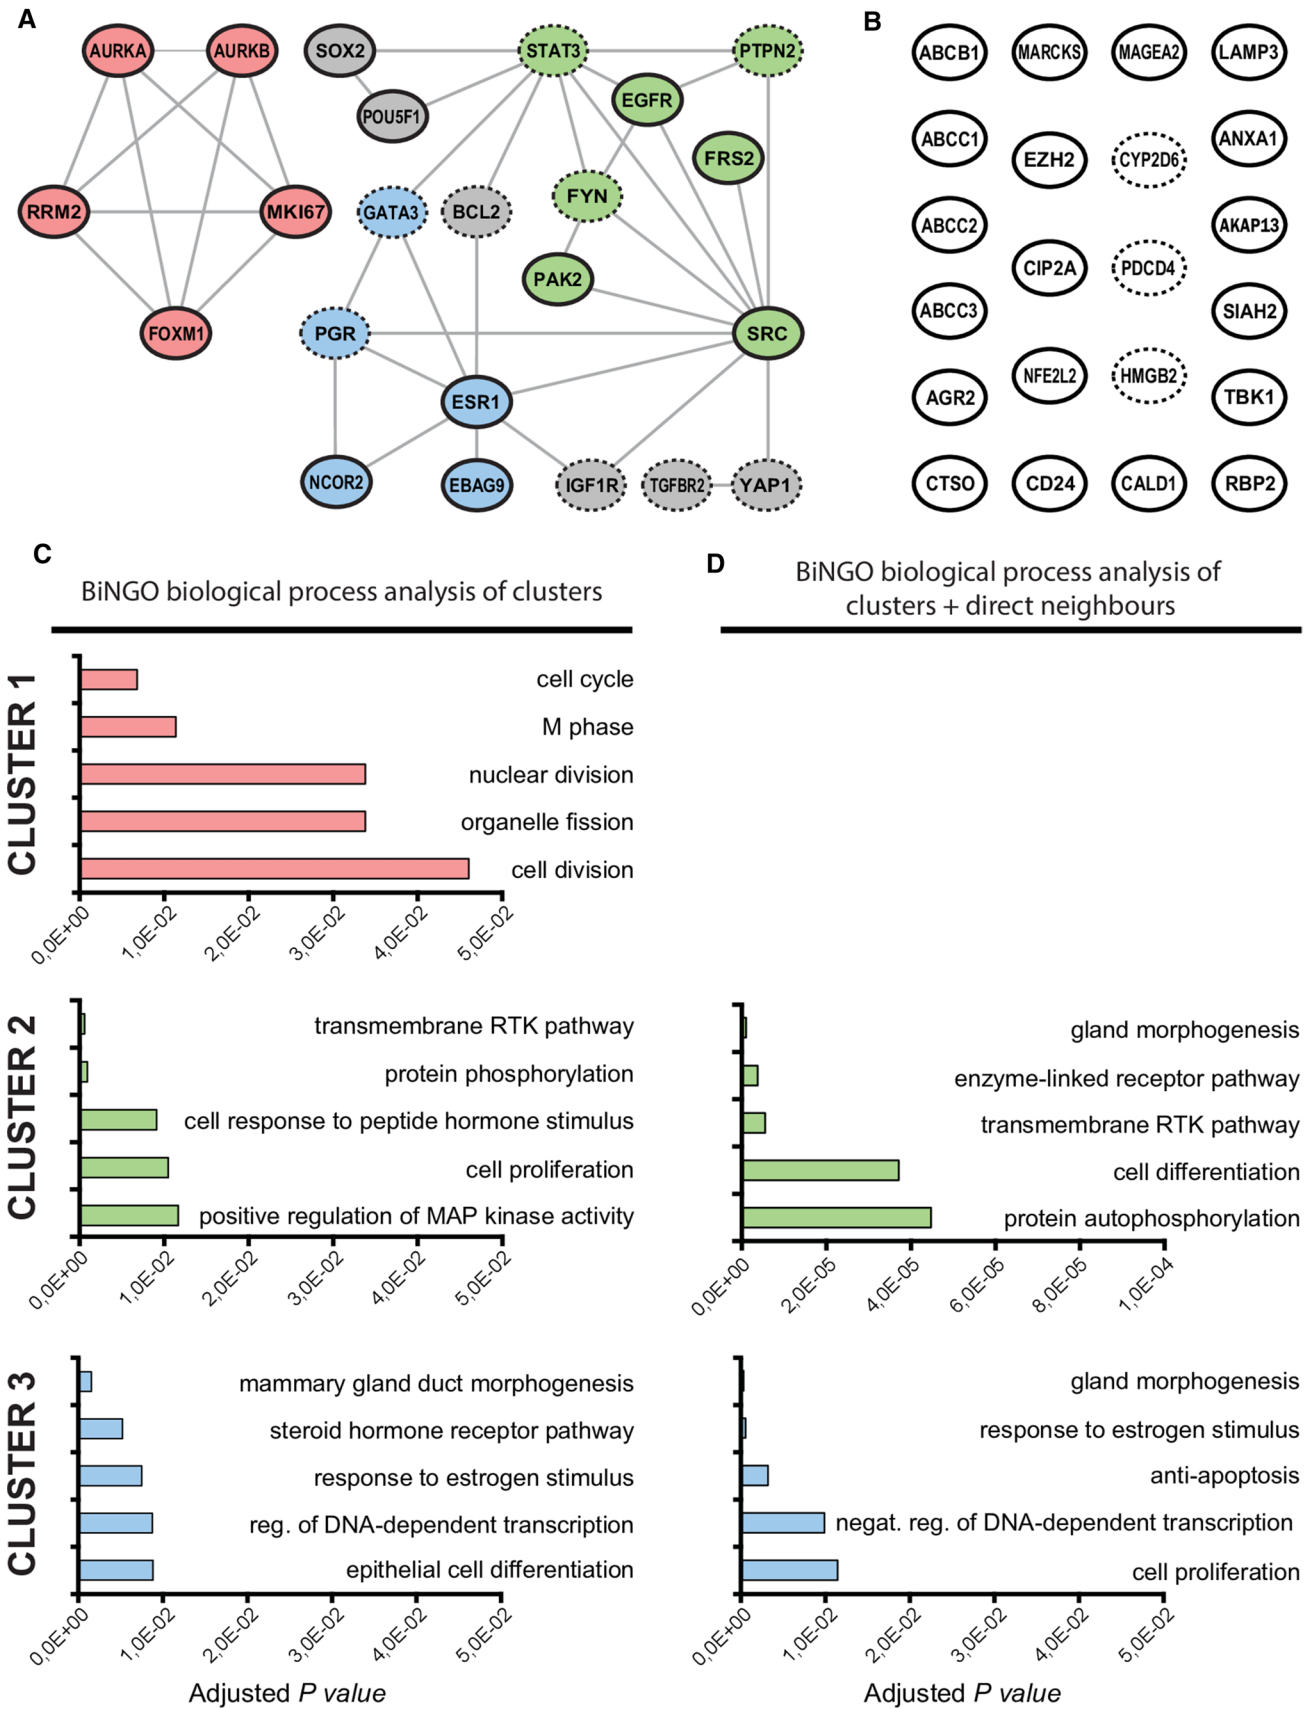 A
AURKA
AURKB
SOX2
STAT3
PTPN2
POU5F1
EGFR
FRS2
RRM2
MKI67
GATA3
BCL2
FYN
PAK2
FOXM1
PGR
SRC
ESR1
NCOR2
EBAG9
IGF1R
TGFBR2
YAP1
B
ABCB1
MARCKS
MAGEA2
LAMP3
ABCC1
EZH2
CYP2D6
ANXA1
ABCC2
CIP2A
PDCD4
AKAP13
ABCC3
NFE2L2
HMGB2
SIAH2
AGR2
TBK1
CTSO
CD24
CALD1
RBP2
C
BiNGO biological process analysis of clusters
CLUSTER 1
cell cycle
M phase
nuclear division
organelle fission
cell division
0,0E+00
1,0E-02
2,0E-02
3,0E-02
4,0E-02
5,0E-02
CLUSTER 2
transmembrane RTK pathway
protein phosphorylation
cell response to peptide hormone stimulus
cell proliferation
positive regulation of MAP kinase activity
0,0E+00
1,0E-02
2,0E-02
3,0E-02
4,0E-02
5,0E-02
CLUSTER 3
mammary gland duct morphogenesis
steroid hormone receptor pathway
response to estrogen stimulus
reg. of DNA-dependent transcription
epithelial cell differentiation
0,0E+00
1,0E-02
2,0E-02
3,0E-02
4,0E-02
5,0E-02
Adjusted P value
D
BiNGO biological process analysis of
clusters + direct neighbours
gland morphogenesis
enzyme-linked receptor pathway
transmembrane RTK pathway
cell differentiation
protein autophosphorylation
0,0E+00
2,0E-05
4,0E-05
6,0E-05
8,0E-05
1,0E-04
gland morphogenesis
response to estrogen stimulus
anti-apoptosis
negat. reg. of DNA-dependent transcription
cell proliferation
0,0E+00
1,0E-02
2,0E-02
3,0E-02
4,0E-02
5,0E-02
Adjusted P value